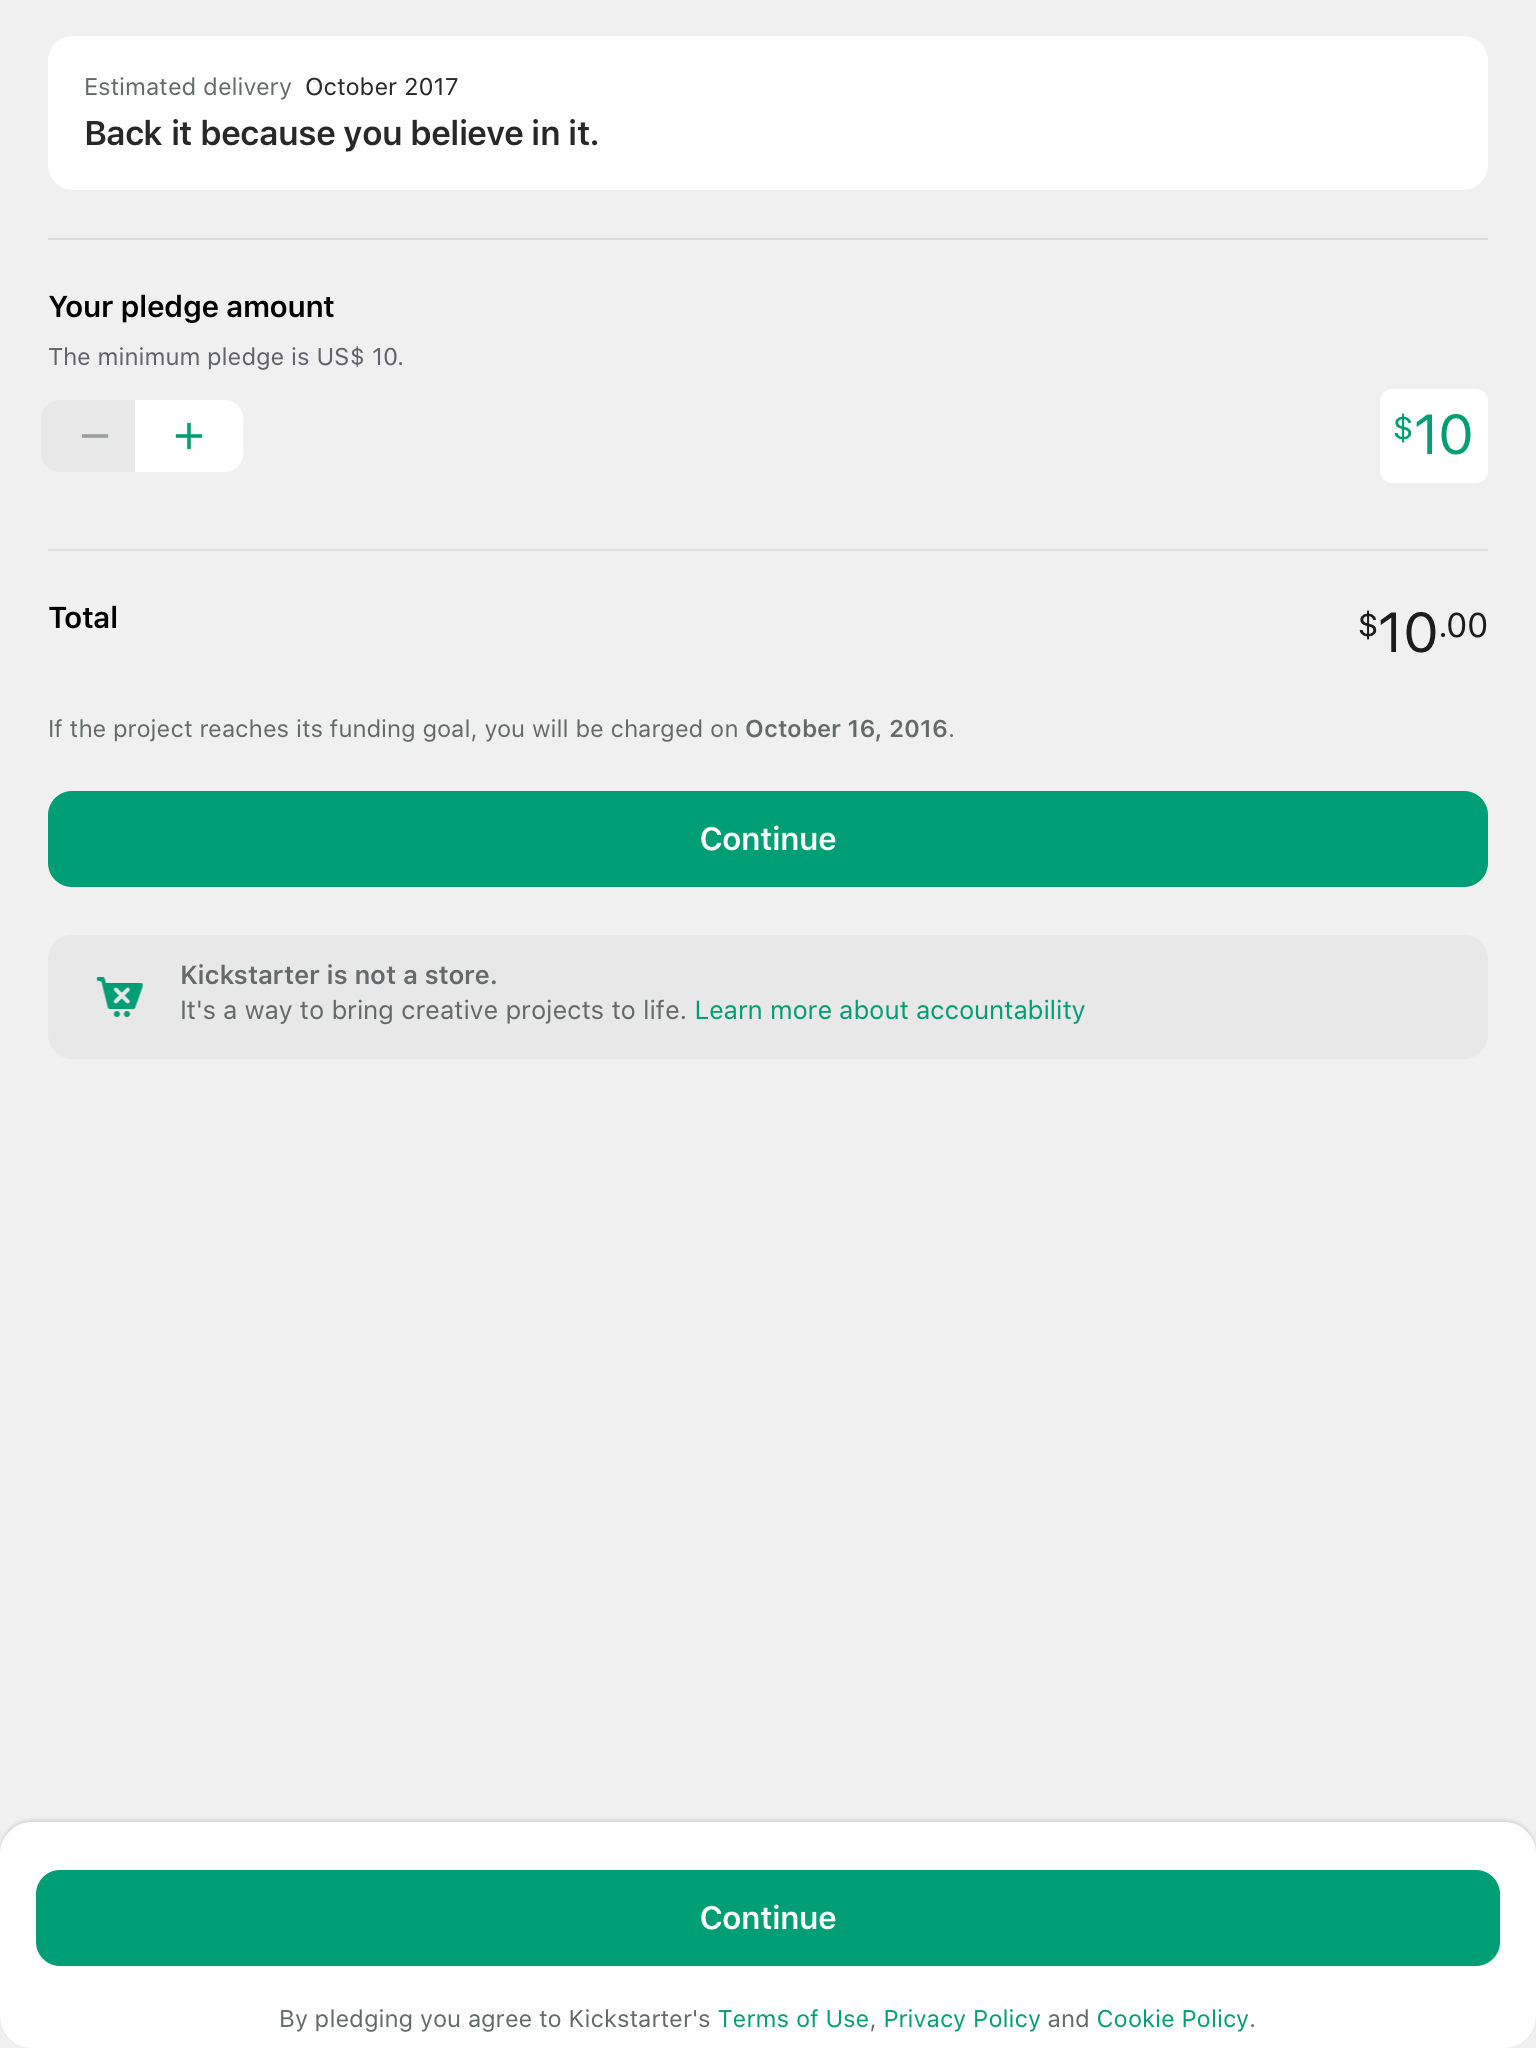 Estimated delivery October 2017
Back it because you believe in it.
Your pledge amount
The minimum pledge is US$ 10.
$10
Total
$10.00
If the project reaches its funding goal, you will be charged on October 16, 2016.
Continue
Kickstarter is not a store.
It's a way to bring creative projects to life. Learn more about accountability
Continue
By pledging you agree to Kickstarter's Terms of Use, Privacy Policy and Cookie Policy.